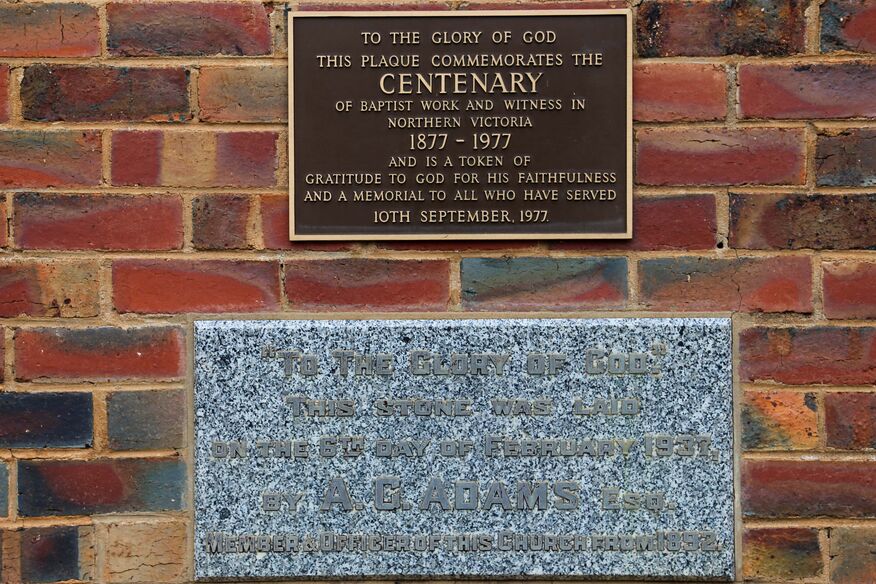 TO THE GLORY OF GOD
THIS PLAQUE COMMEMORATES THE
CENTENARY
OF BAPTIST WORK AND WITNESS IN
NORTHERN VICTORIA
1877 - 1977
AND IS A TOKEN OF
GRATITUDE TO GOD FOR HIS FAITHFULNESS
AND A MEMORIAL TO ALL WHO HAVE SERVED
10TH SEPTEMBER, 1977.
"TO THE GLORY OF GOD."
THIS STONE WAS LAID
ON THE 6TH DAY OF FEBRUARY 1937,
BY A. G. ADAMS ESQ.
MEMBER & OFFICER OF THIS CHURCH FROM 1892.